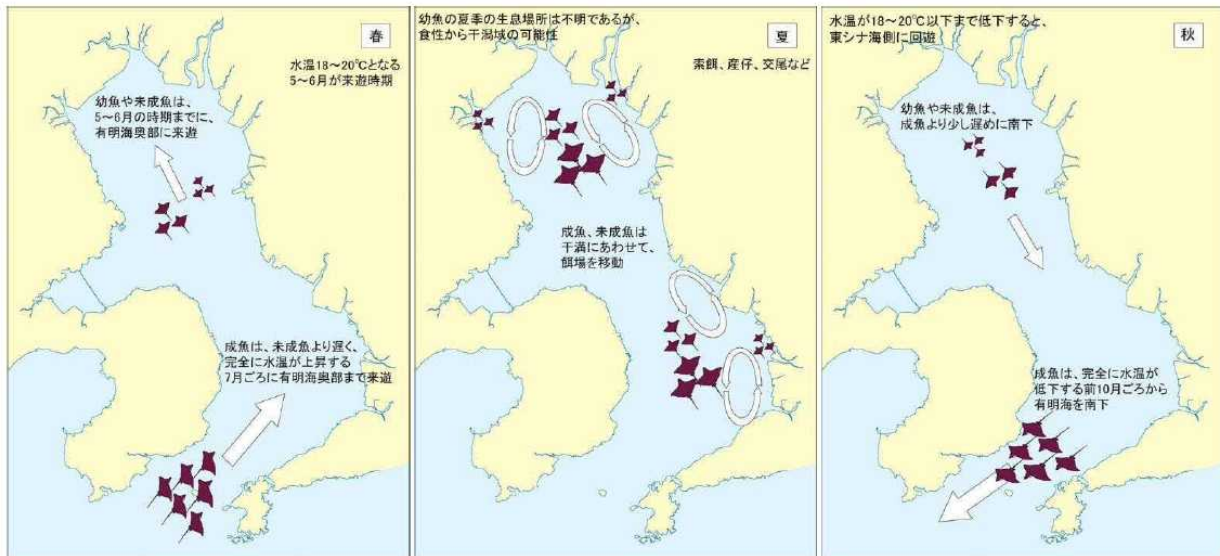 春
水温18~20℃となる
5~6月が来遊時期
幼魚や未成魚は、
5~6月の時期までに、
有明海奥部に来遊
成魚は、未成魚より遅く、
完全に水温が上昇する
7月ごろに有明海奥部まで来遊
幼魚の夏季の生息場所は不明であるが、
食性から干潟域の可能性
夏
索餌、産仔、交尾など
成魚、未成魚は
干満にあわせて、
餌場を移動
水温が18~20℃以下まで低下すると、
東シナ海側に回遊
秋
幼魚や未成魚は、
成魚より少し遅めに南下
成魚は、完全に水温が
低下する前10月ごろから
有明海を南下